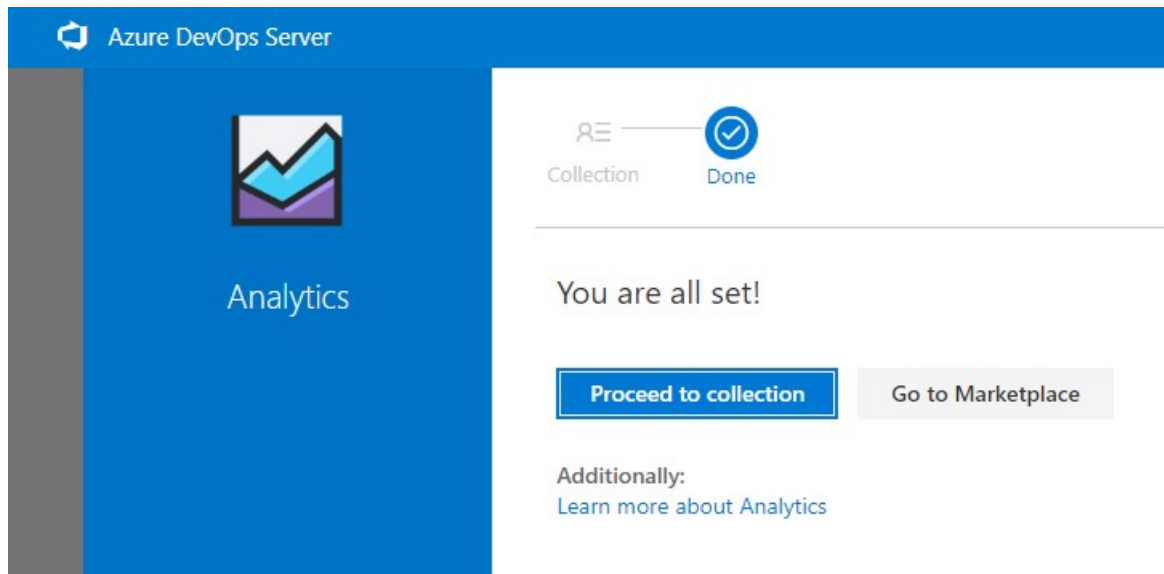 Azure DevOps Server
Analytics
Collection
Done
You are all set!
Proceed to collection
Go to Marketplace
Additionally:
Learn more about Analytics